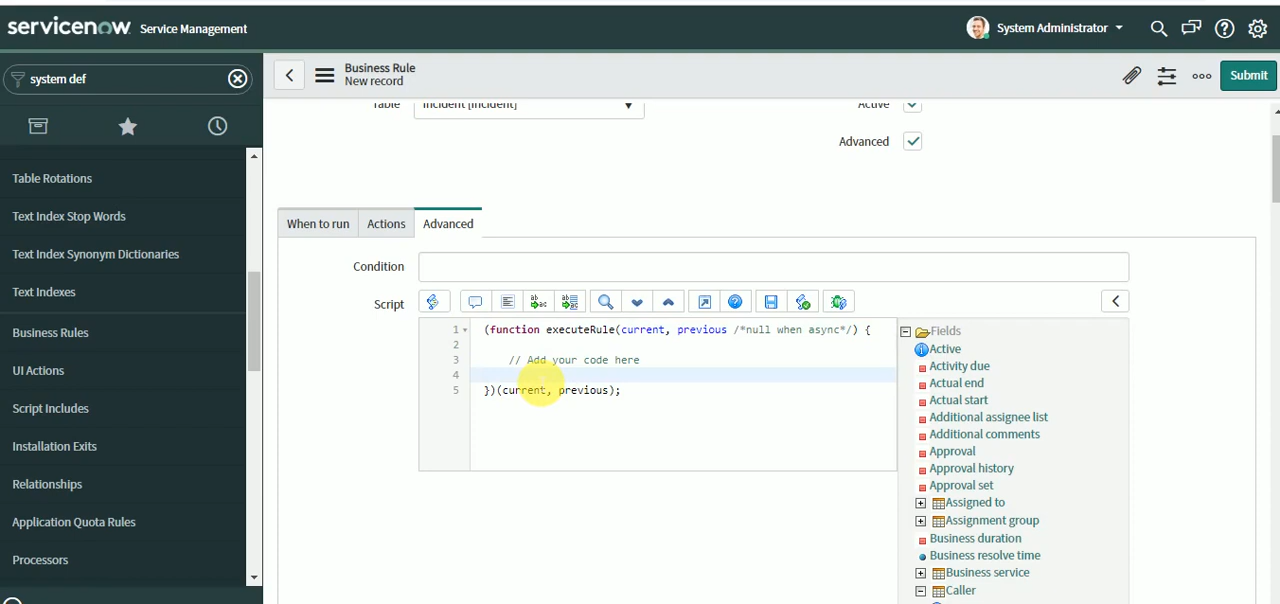 servicenow Service Management
System Administrator
system def
Business Rule
New record
Submit
Table Incident [Incident]
Active
Advanced
Table Rotations
Text Index Stop Words
Text Index Synonym Dictionaries
Text Indexes
Business Rules
UI Actions
Script Includes
Installation Exits
Relationships
Application Quota Rules
Processors
When to run Actions Advanced
Condition
Script
1 (function executeRule(current, previous /*null when async*/) {
2
3 // Add your code here
4
5 })(current, previous);
Fields
Active
Activity due
Actual end
Actual start
Additional assignee list
Additional comments
Approval
Approval history
Approval set
Assigned to
Assignment group
Business duration
Business resolve time
Business service
Caller